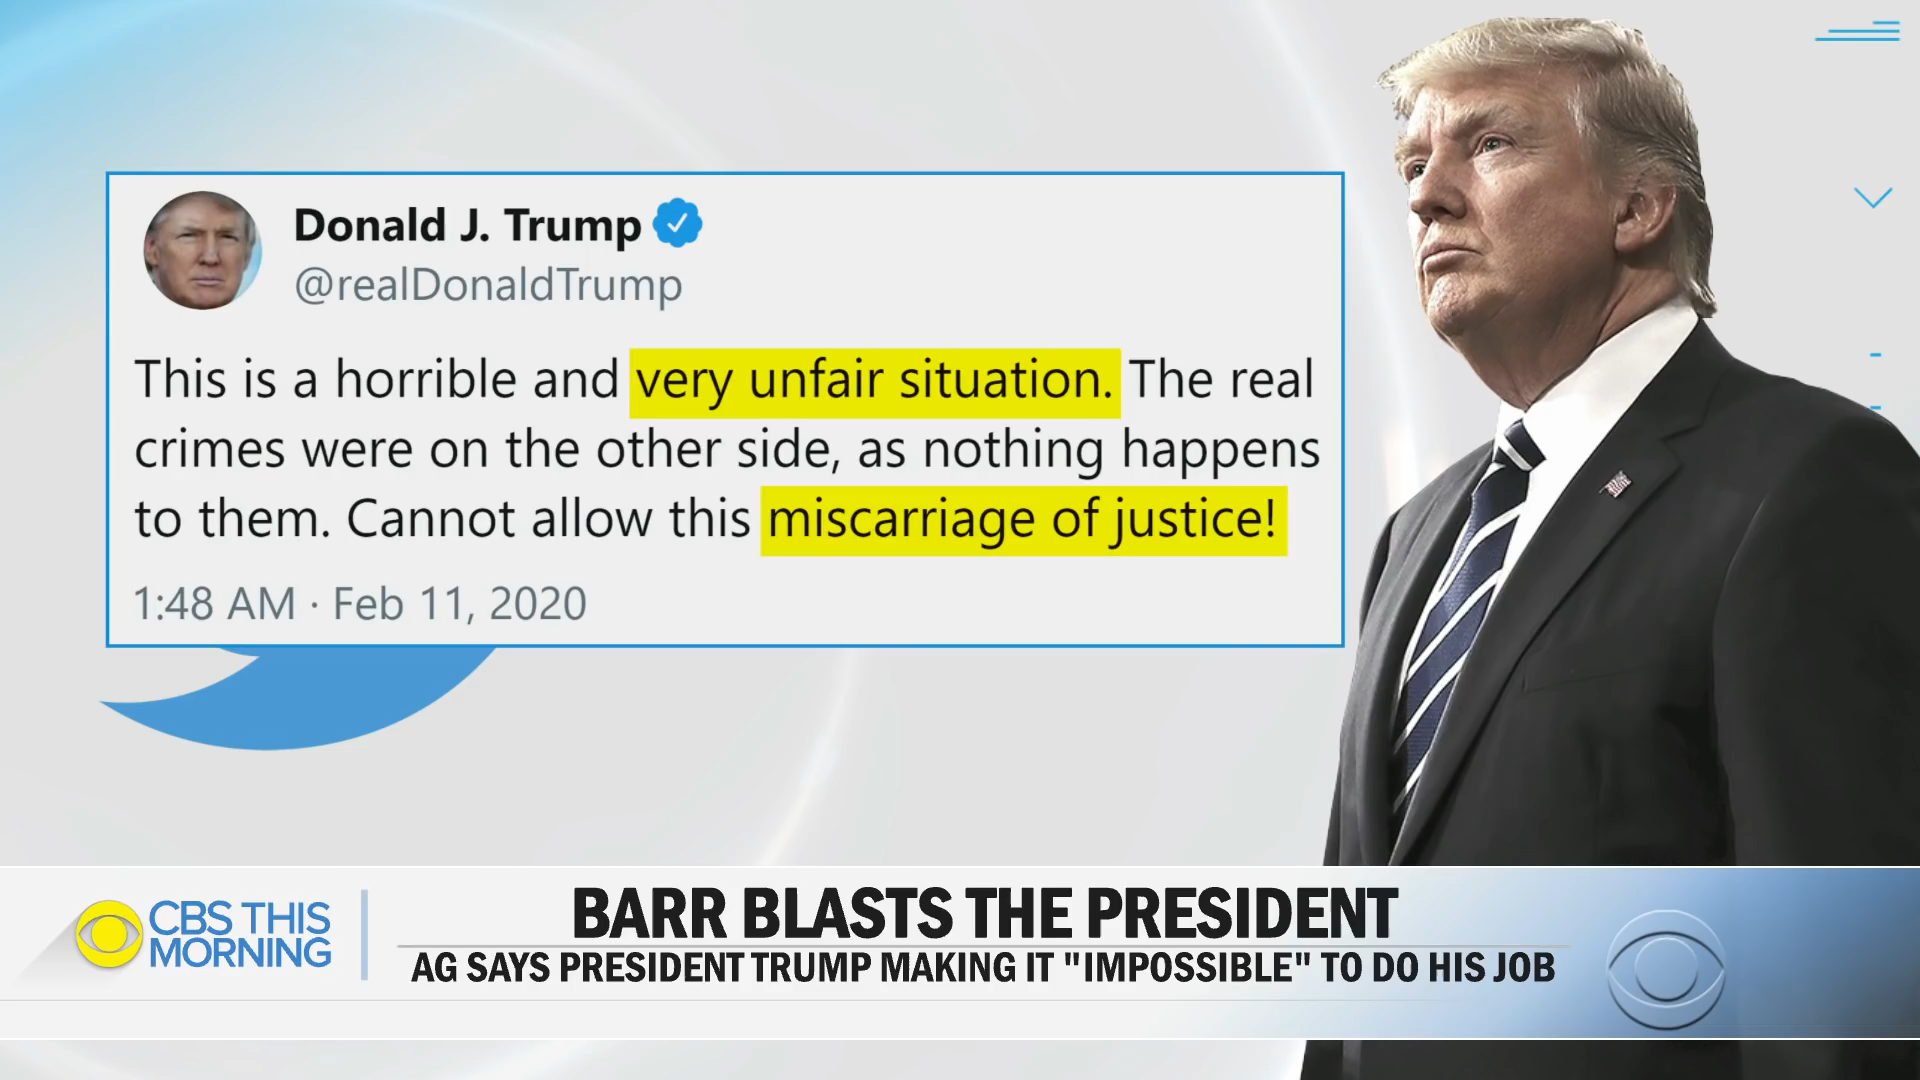 Donald J. Trump
@realDonaldTrump
This is a horrible and very unfair situation. The real
crimes were on the other side, as nothing happens
to them. Cannot allow this miscarriage of justice!
1:48 AM · Feb 11, 2020
CBS THIS
MORNING
BARR BLASTS THE PRESIDENT
AG SAYS PRESIDENT TRUMP MAKING IT "IMPOSSIBLE" TO DO HIS JOB